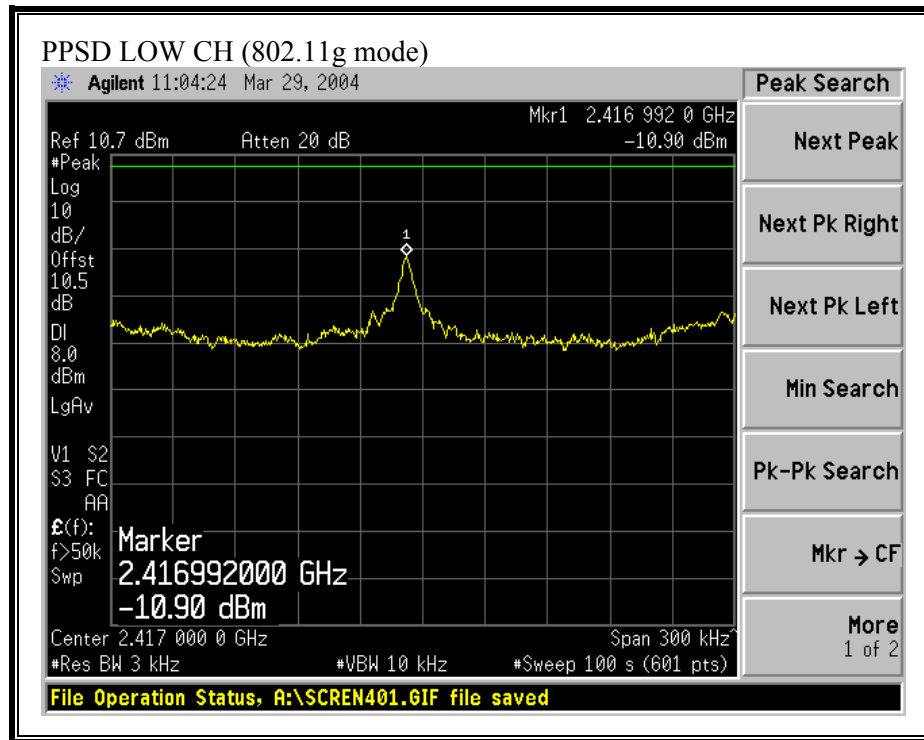 PPSD LOW CH (802.11g mode)
Agilent 11:04:24 Mar 29, 2004
Peak Search
Mkr1 2.416 992 0 GHz
Ref 10.7 dBm Atten 20 dB -10.90 dBm
Next Peak
#Peak
Log
10
dB/
Offst
10.5
dB
DI
8.0
dBm
LgAv
1
Next Pk Right
Next Pk Left
Min Search
V1 S2
S3 FC
AA
Pk-Pk Search
£(f):
f>50k
Swp
Marker
2.416992000 GHz
-10.90 dBm
Mkr → CF
Center 2.417 000 0 GHz Span 300 kHz^
#Res BW 3 kHz #VBW 10 kHz #Sweep 100 s (601 pts)
More
1 of 2
File Operation Status, A:\SCREN401.GIF file saved